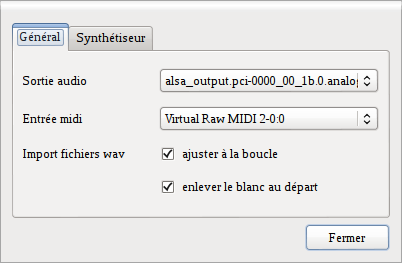 Général
Synthétiseur
Sortie audio
alsa_output.pci-0000_00_1b.0.analog
Entrée midi
Virtual Raw MIDI 2-0:0
Import fichiers wav
ajuster à la boucle
enlever le blanc au départ
Fermer